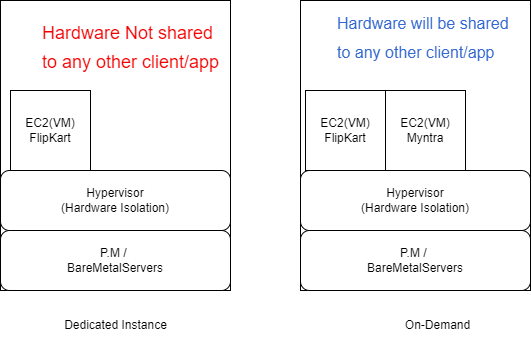 Hardware Not shared
to any other client/app
EC2(VM)
FlipKart
Hypervisor
(Hardware Isolation)
P.M /
BareMetalServers
Dedicated Instance
Hardware will be shared
to any other client/app
EC2(VM)
FlipKart
EC2(VM)
Myntra
Hypervisor
(Hardware Isolation)
P.M /
BareMetalServers
On-Demand